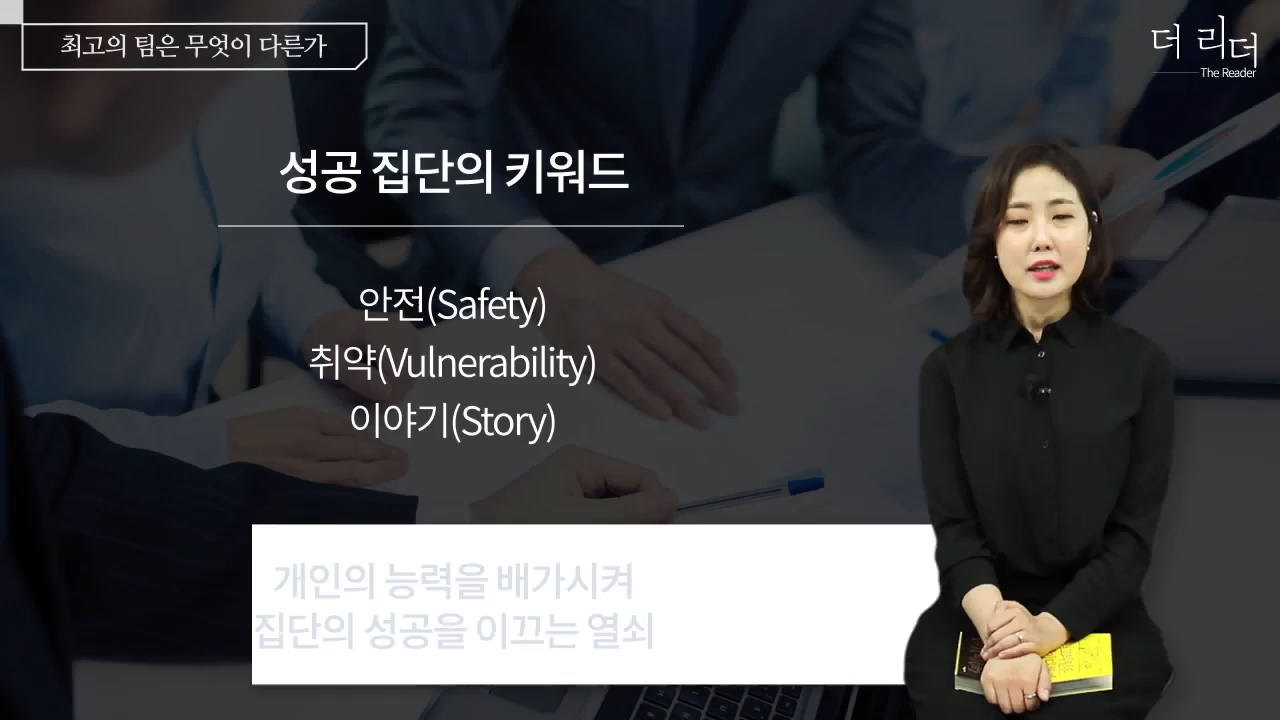 최고의 팀은 무엇이 다른가
더 리더
The Reader
성공 집단의 키워드
안전(Safety)
취약(Vulnerability)
이야기(Story)
개인의 능력을 배가시켜
집단의 성공을 이끄는 열쇠